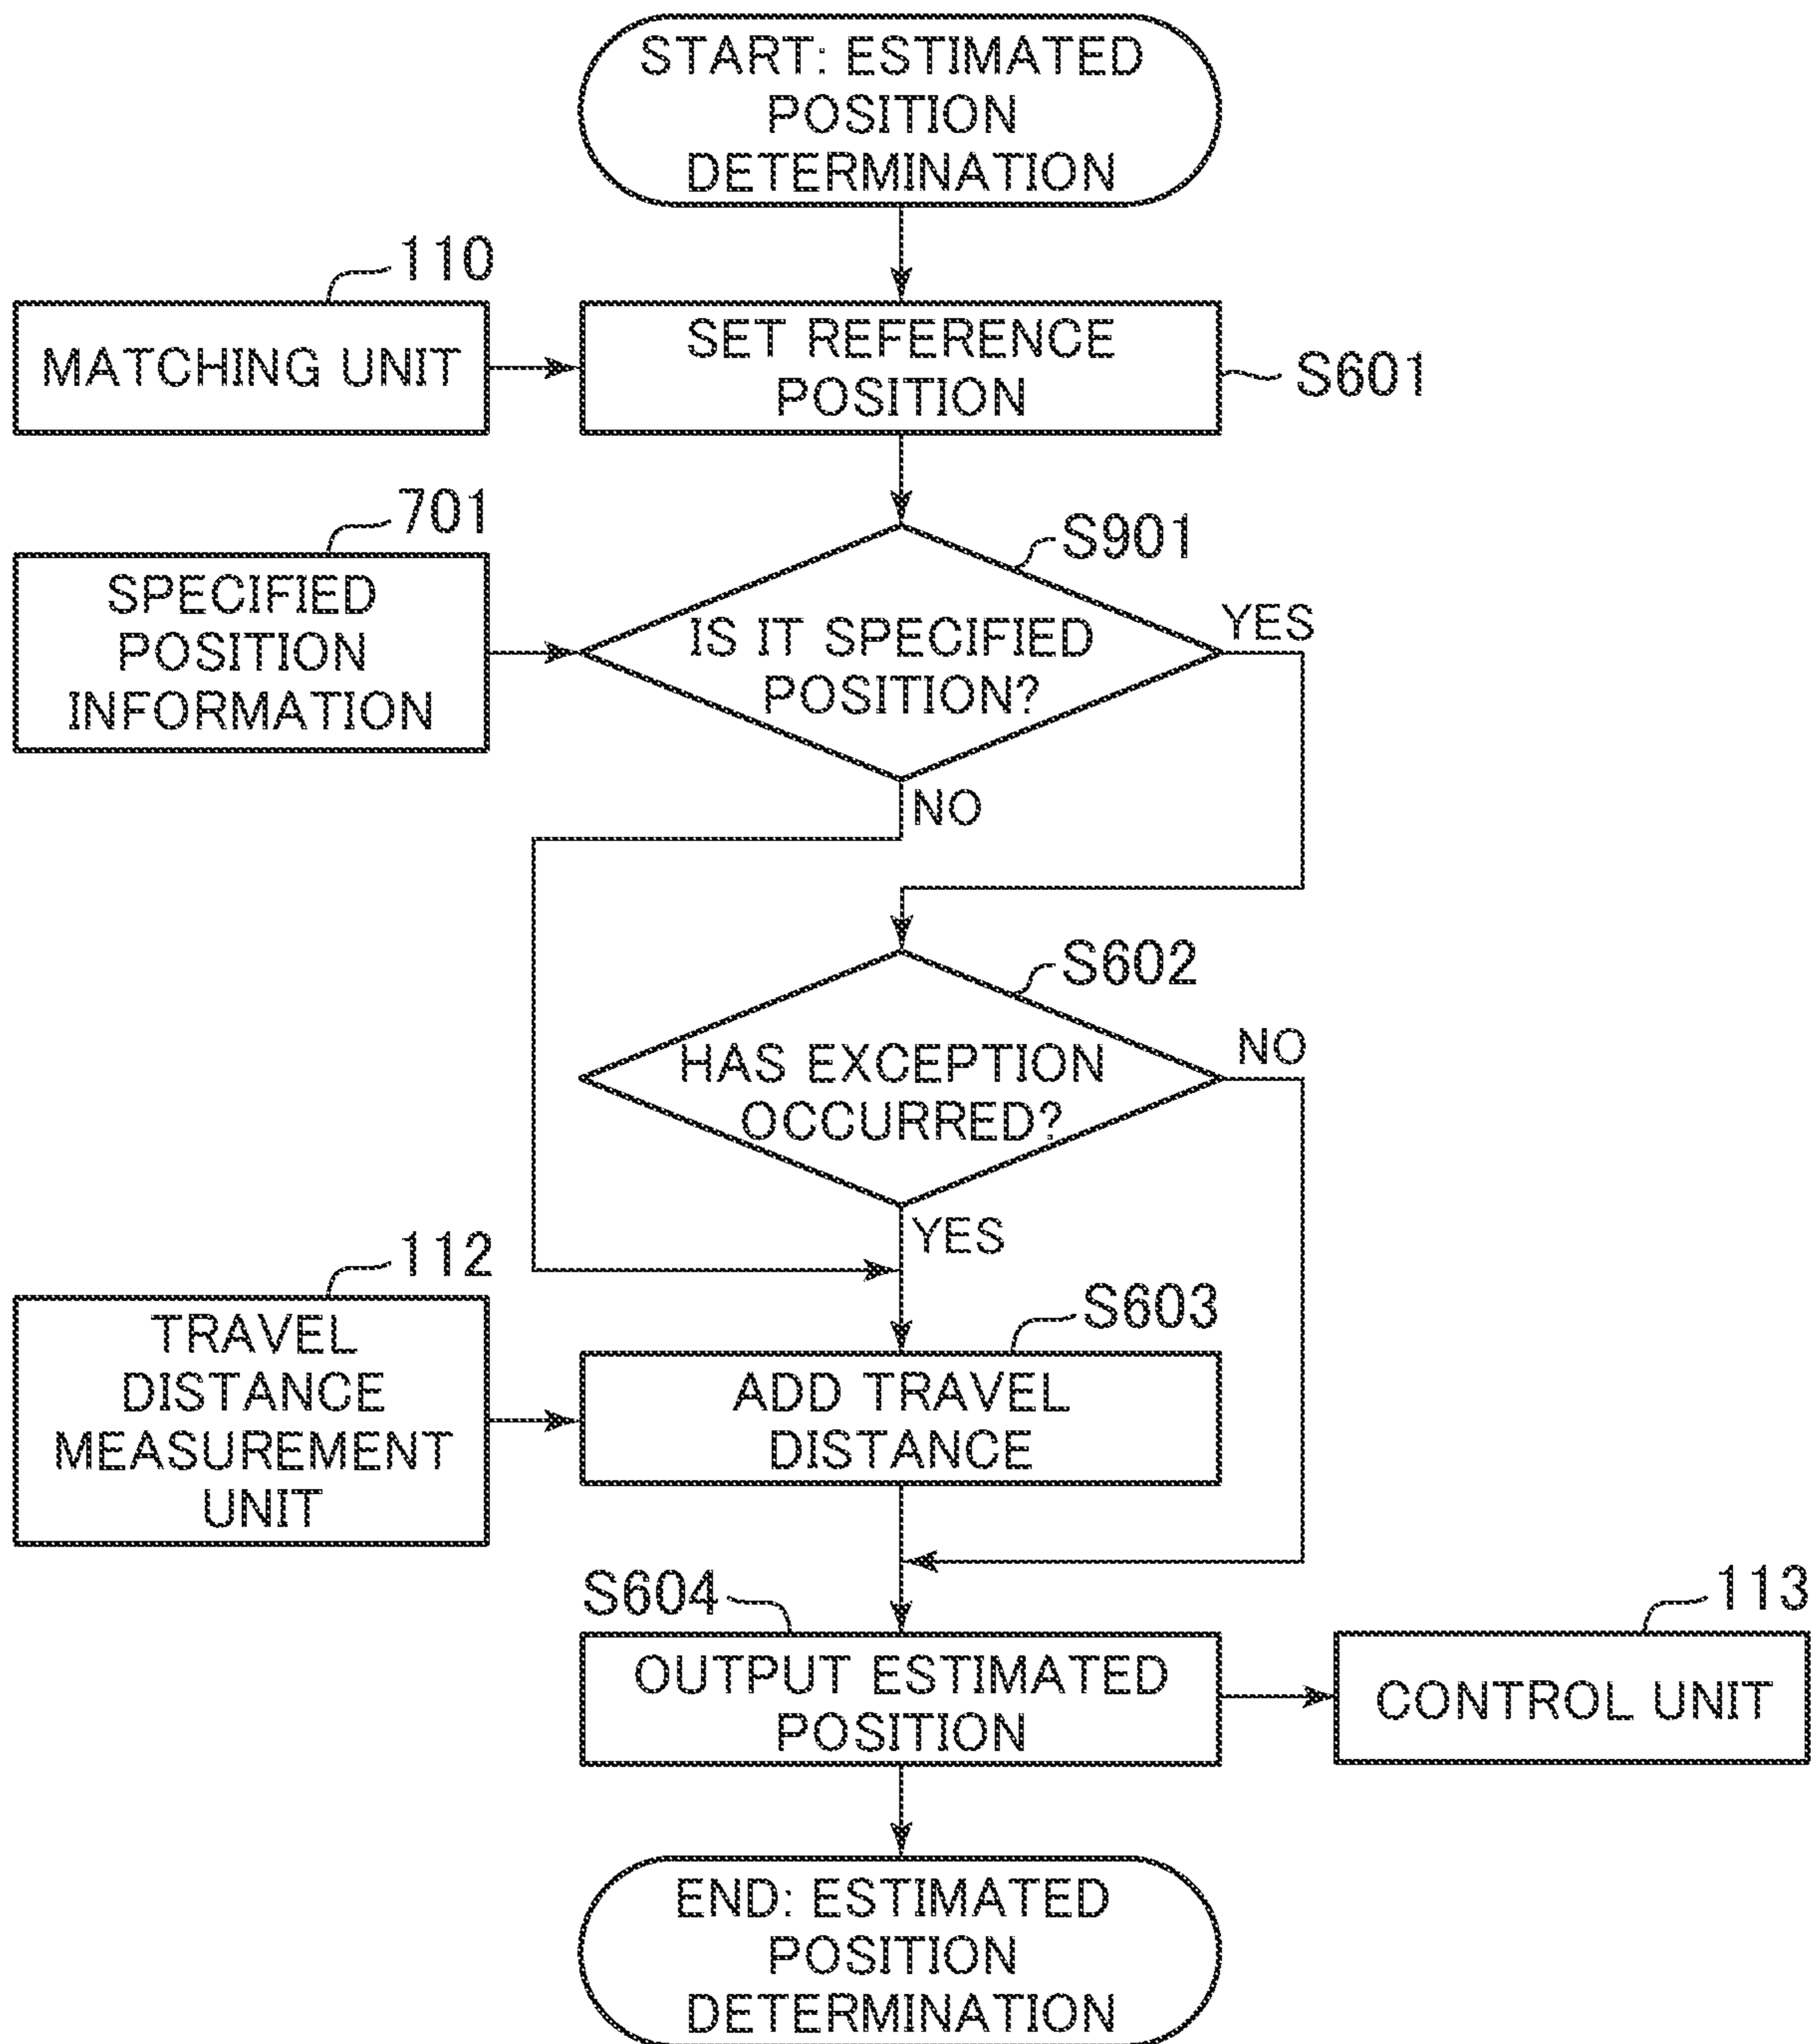 START: ESTIMATED
POSITION
DETERMINATION
110
MATCHING UNIT
SET REFERENCE
POSITION
S601
701
SPECIFIED
POSITION
INFORMATION
S901
IS IT SPECIFIED
POSITION?
YES
NO
S602
HAS EXCEPTION
OCCURRED?
NO
YES
112
TRAVEL
DISTANCE
MEASUREMENT
UNIT
S603
ADD TRAVEL
DISTANCE
S604
OUTPUT ESTIMATED
POSITION
113
CONTROL UNIT
END: ESTIMATED
POSITION
DETERMINATION